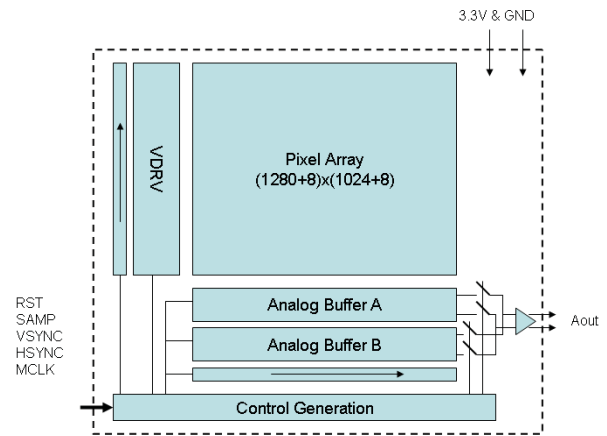 3.3V & GND
VDRV
Pixel Array
(1280+8)x(1024+8)
Analog Buffer A
Analog Buffer B
RST
SAMP
VSYNC
HSYNC
MCLK
Aout
Control Generation